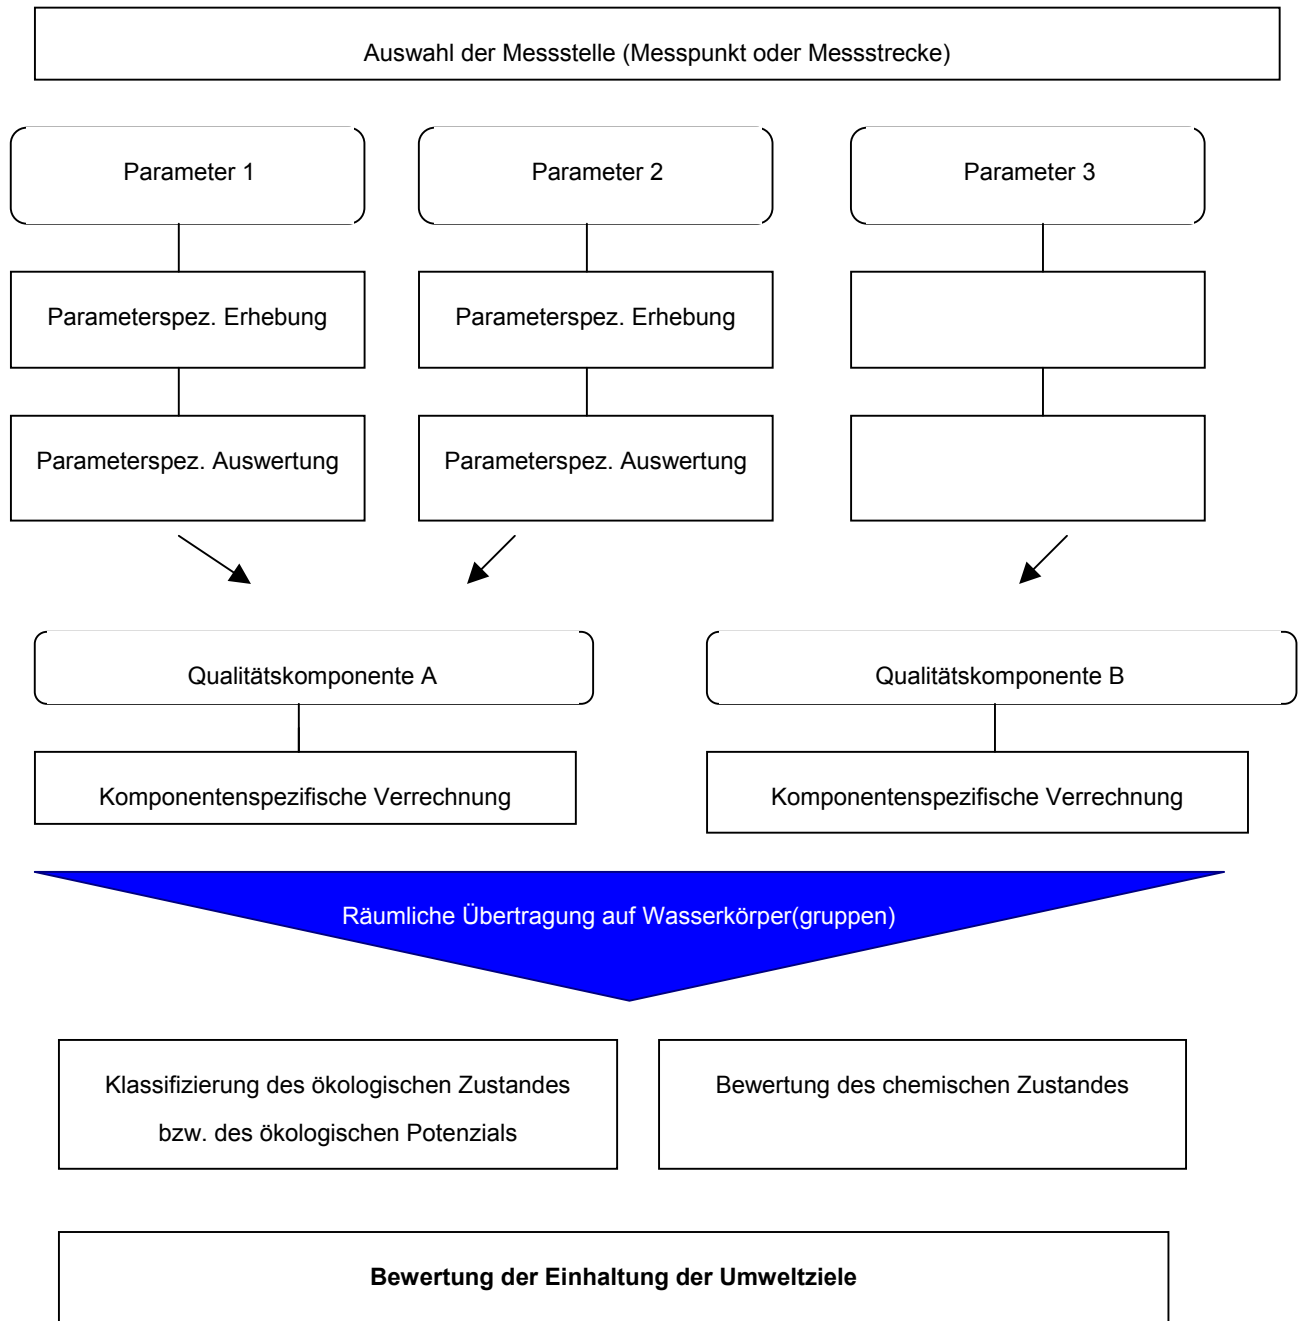 Auswahl der Messstelle (Messpunkt oder Messstrecke)
Parameter 1
Parameter 2
Parameter 3
Parameterspez. Erhebung
Parameterspez. Erhebung
Parameterspez. Auswertung
Parameterspez. Auswertung
Qualitätskomponente A
Qualitätskomponente B
Komponentenspezifische Verrechnung
Komponentenspezifische Verrechnung
Räumliche Übertragung auf Wasserkörper(gruppen)
Klassifizierung des ökologischen Zustandes
bzw. des ökologischen Potenzials
Bewertung des chemischen Zustandes
Bewertung der Einhaltung der Umweltziele